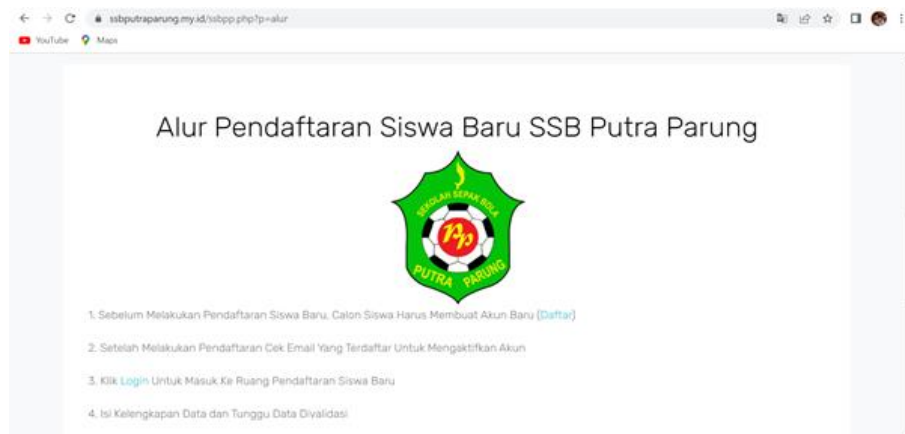 ssbputraparung.my.id/ssbpp.php?p=alur
YouTube Maps
Alur Pendaftaran Siswa Baru SSB Putra Parung
SEKOLAH SEPAK BOLA
PP
PUTRA PARUNG
1. Sebelum Melakukan Pendaftaran Siswa Baru, Calon Siswa Harus Membuat Akun Baru (Daftar)
2. Setelah Melakukan Pendaftaran Cek Email Yang Terdaftar Untuk Mengaktifkan Akun
3. Klik Login Untuk Masuk Ke Ruang Pendaftaran Siswa Baru
4. Isi Kelengkapan Data dan Tunggu Data Divalidasi